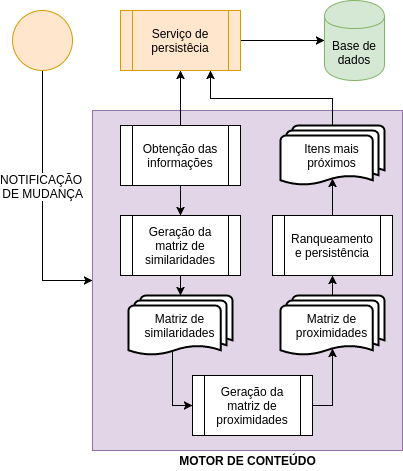 Serviço de
persistêcia
Base de
dados
NOTIFICAÇÃO
DE MUDANÇA
Obtenção das
informações
Itens mais
próximos
Geração da
matriz de
similaridades
Ranqueamento
e persistência
Matriz de
similaridades
Matriz de
proximidades
Geração da
matriz de
proximidades
MOTOR DE CONTEÚDO